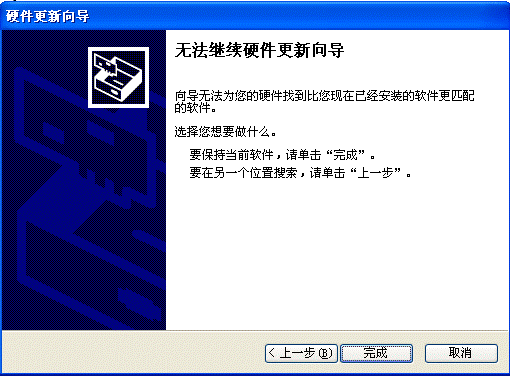 硬件更新向导
无法继续硬件更新向导
向导无法为您的硬件找到比您现在已经安装的软件更匹配
的软件。
选择您想要做什么。
要保持当前软件，请单击“完成”。
要在另一个位置搜索，请单击“上一步”。
< 上一步(B)
完成
取消